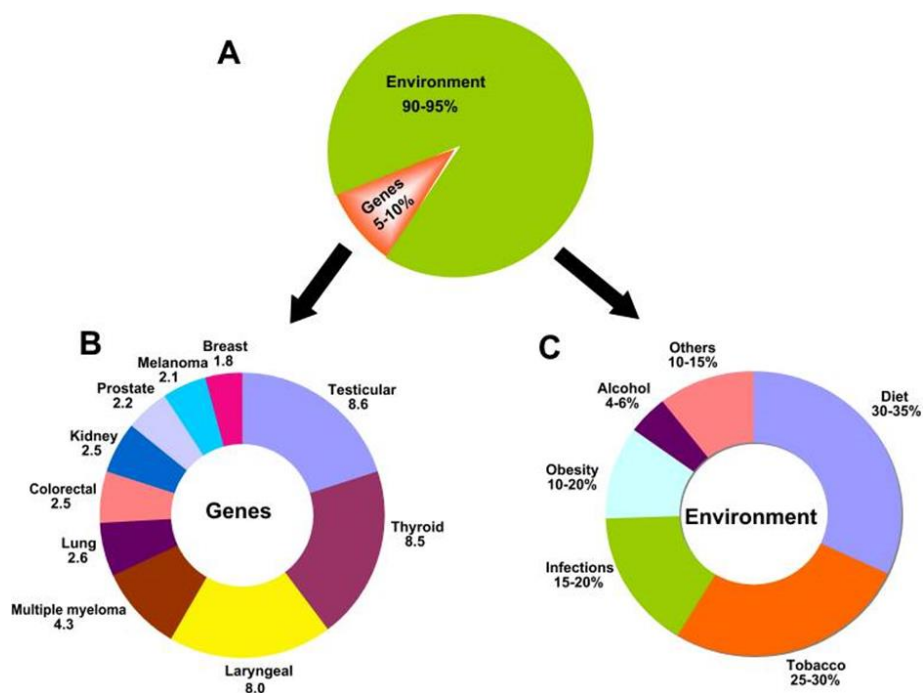 A
Environment
90-95%
Genes
5-10%
B
Breast
1.8
Melanoma
2.1
Prostate
2.2
Kidney
2.5
Colorectal
2.5
Lung
2.6
Multiple myeloma
4.3
Laryngeal
8.0
Thyroid
8.5
Testicular
8.6
Genes
C
Others
10-15%
Alcohol
4-6%
Obesity
10-20%
Infections
15-20%
Tobacco
25-30%
Diet
30-35%
Environment